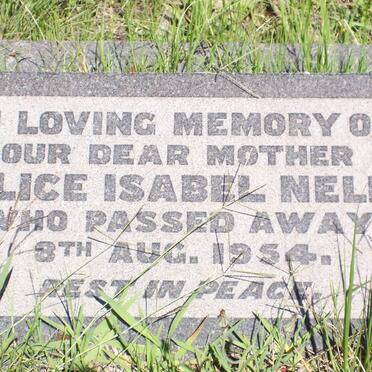 LOVING MEMORY O
OUR DEAR MOTHER
LICE ISABEL NEL
WHO PASSED AWAY
8TH AUG. 1954.
REST IN PEACE.